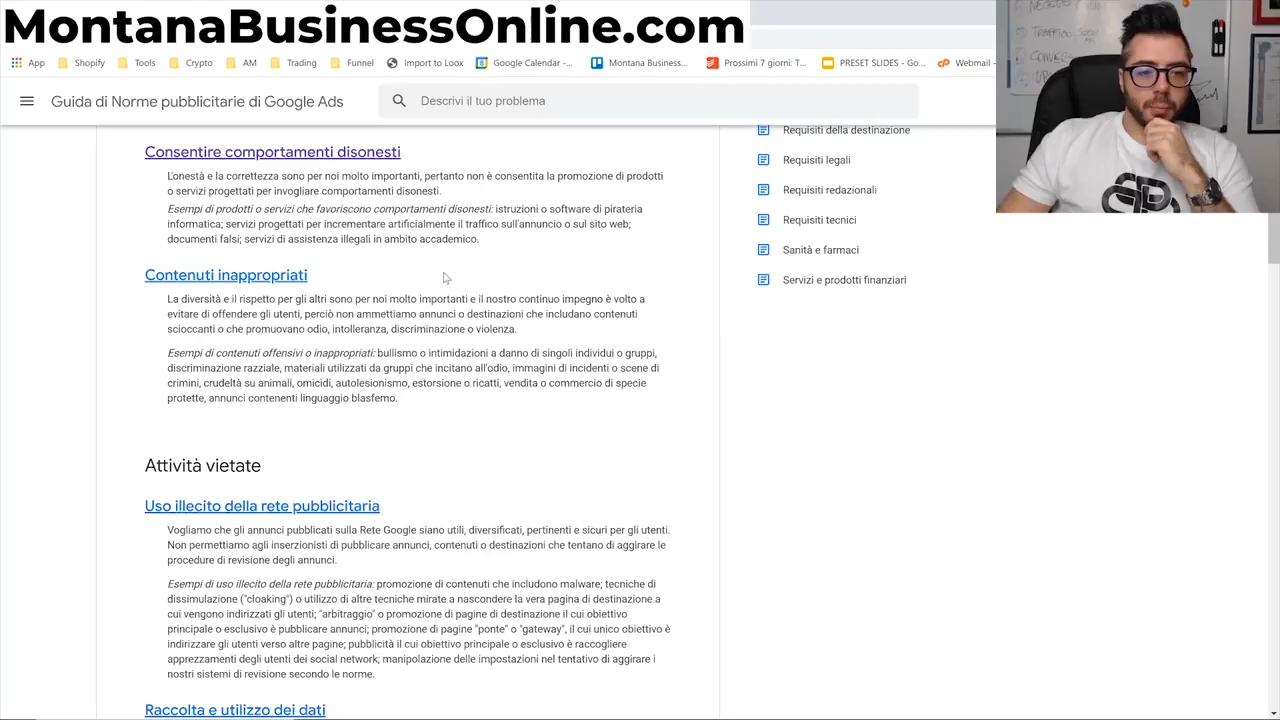 MontanaBusinessOnline.com
App
Shopify
Tools
Crypto
AM
Trading
Funnel
Import to Loox
Google Calendar -...
Montana Business...
Prossimi 7 giorni: T...
PRESET SLIDES - Go...
Webmail -
Guida di Norme pubblicitarie di Google Ads
Descrivi il tuo problema
Consentire comportamenti disonesti
L'onestà e la correttezza sono per noi molto importanti, pertanto non è consentita la promozione di prodotti
o servizi progettati per invogliare comportamenti disonesti.
Esempi di prodotti o servizi che favoriscono comportamenti disonesti: istruzioni o software di pirateria
informatica; servizi progettati per incrementare artificialmente il traffico sull'annuncio o sul sito web;
documenti falsi; servizi di assistenza illegali in ambito accademico.
Contenuti inappropriati
La diversità e il rispetto per gli altri sono per noi molto importanti e il nostro continuo impegno è volto a
evitare di offendere gli utenti, perciò non ammettiamo annunci o destinazioni che includano contenuti
scioccanti o che promuovano odio, intolleranza, discriminazione o violenza.
Esempi di contenuti offensivi o inappropriati: bullismo o intimidazioni a danno di singoli individui o gruppi,
discriminazione razziale, materiali utilizzati da gruppi che incitano all'odio, immagini di incidenti o scene di
crimini, crudeltà su animali, omicidi, autolesionismo, estorsione o ricatti, vendita o commercio di specie
protette, annunci contenenti linguaggio blasfemo.
Attività vietate
Uso illecito della rete pubblicitaria
Vogliamo che gli annunci pubblicati sulla Rete Google siano utili, diversificati, pertinenti e sicuri per gli utenti.
Non permettiamo agli inserzionisti di pubblicare annunci, contenuti o destinazioni che tentano di aggirare le
procedure di revisione degli annunci.
Esempi di uso illecito della rete pubblicitaria: promozione di contenuti che includono malware; tecniche di
dissimulazione ("cloaking") o utilizzo di altre tecniche mirate a nascondere la vera pagina di destinazione a
cui vengono indirizzati gli utenti; "arbitraggio" o promozione di pagine di destinazione il cui obiettivo
principale o esclusivo è pubblicare annunci; promozione di pagine "ponte" o "gateway", il cui unico obiettivo è
indirizzare gli utenti verso altre pagine; pubblicità il cui obiettivo principale o esclusivo è raccogliere
apprezzamenti degli utenti dei social network; manipolazione delle impostazioni nel tentativo di aggirare i
nostri sistemi di revisione secondo le norme.
Raccolta e utilizzo dei dati
Requisiti della destinazione
Requisiti legali
Requisiti redazionali
Requisiti tecnici
Sanità e farmaci
Servizi e prodotti finanziari